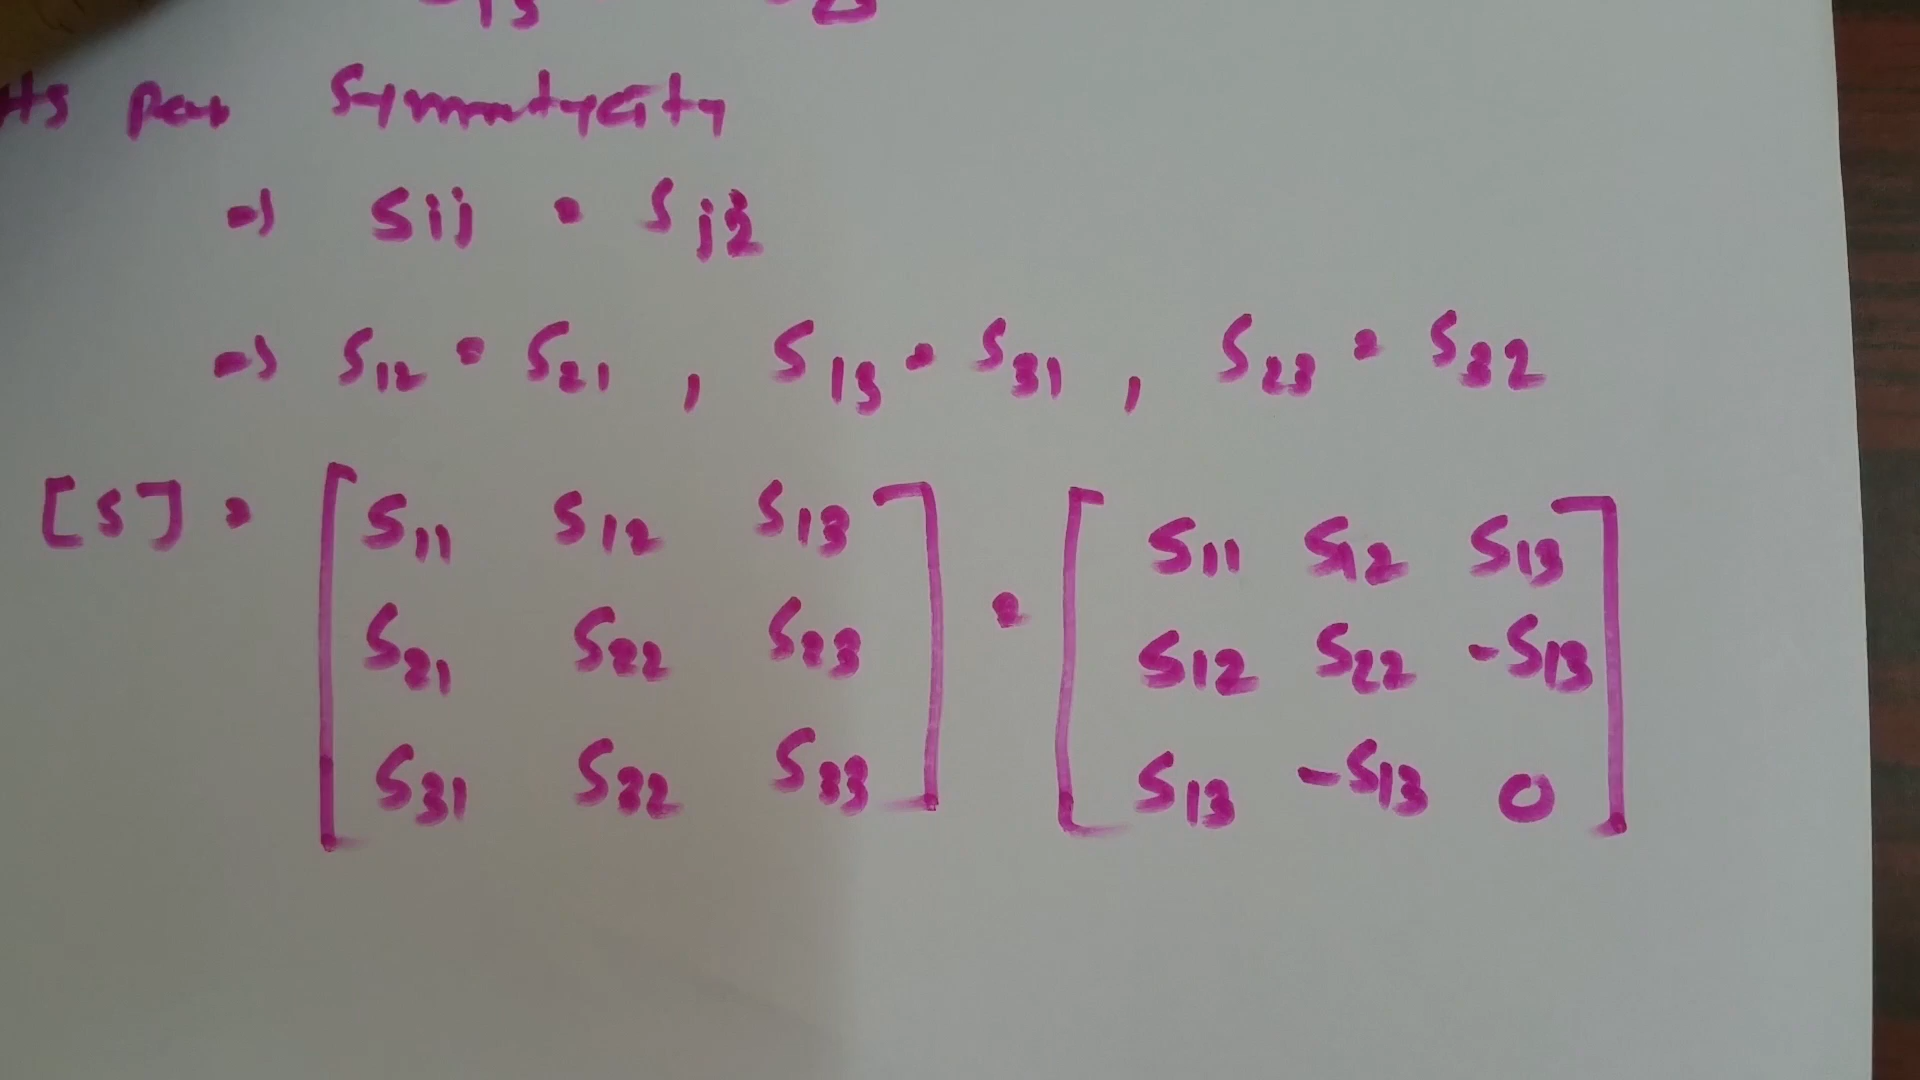 As per Symmtycity
⇒ Sij = Sji
⇒ S12 = S21 , S13 = S31 , S23 = S32
[S] = [ S11 S12 S13 ] = [ S11 S12 S13 ]
S21 S22 S23 S12 S22 -S13
S31 S32 S33 S13 -S13 0